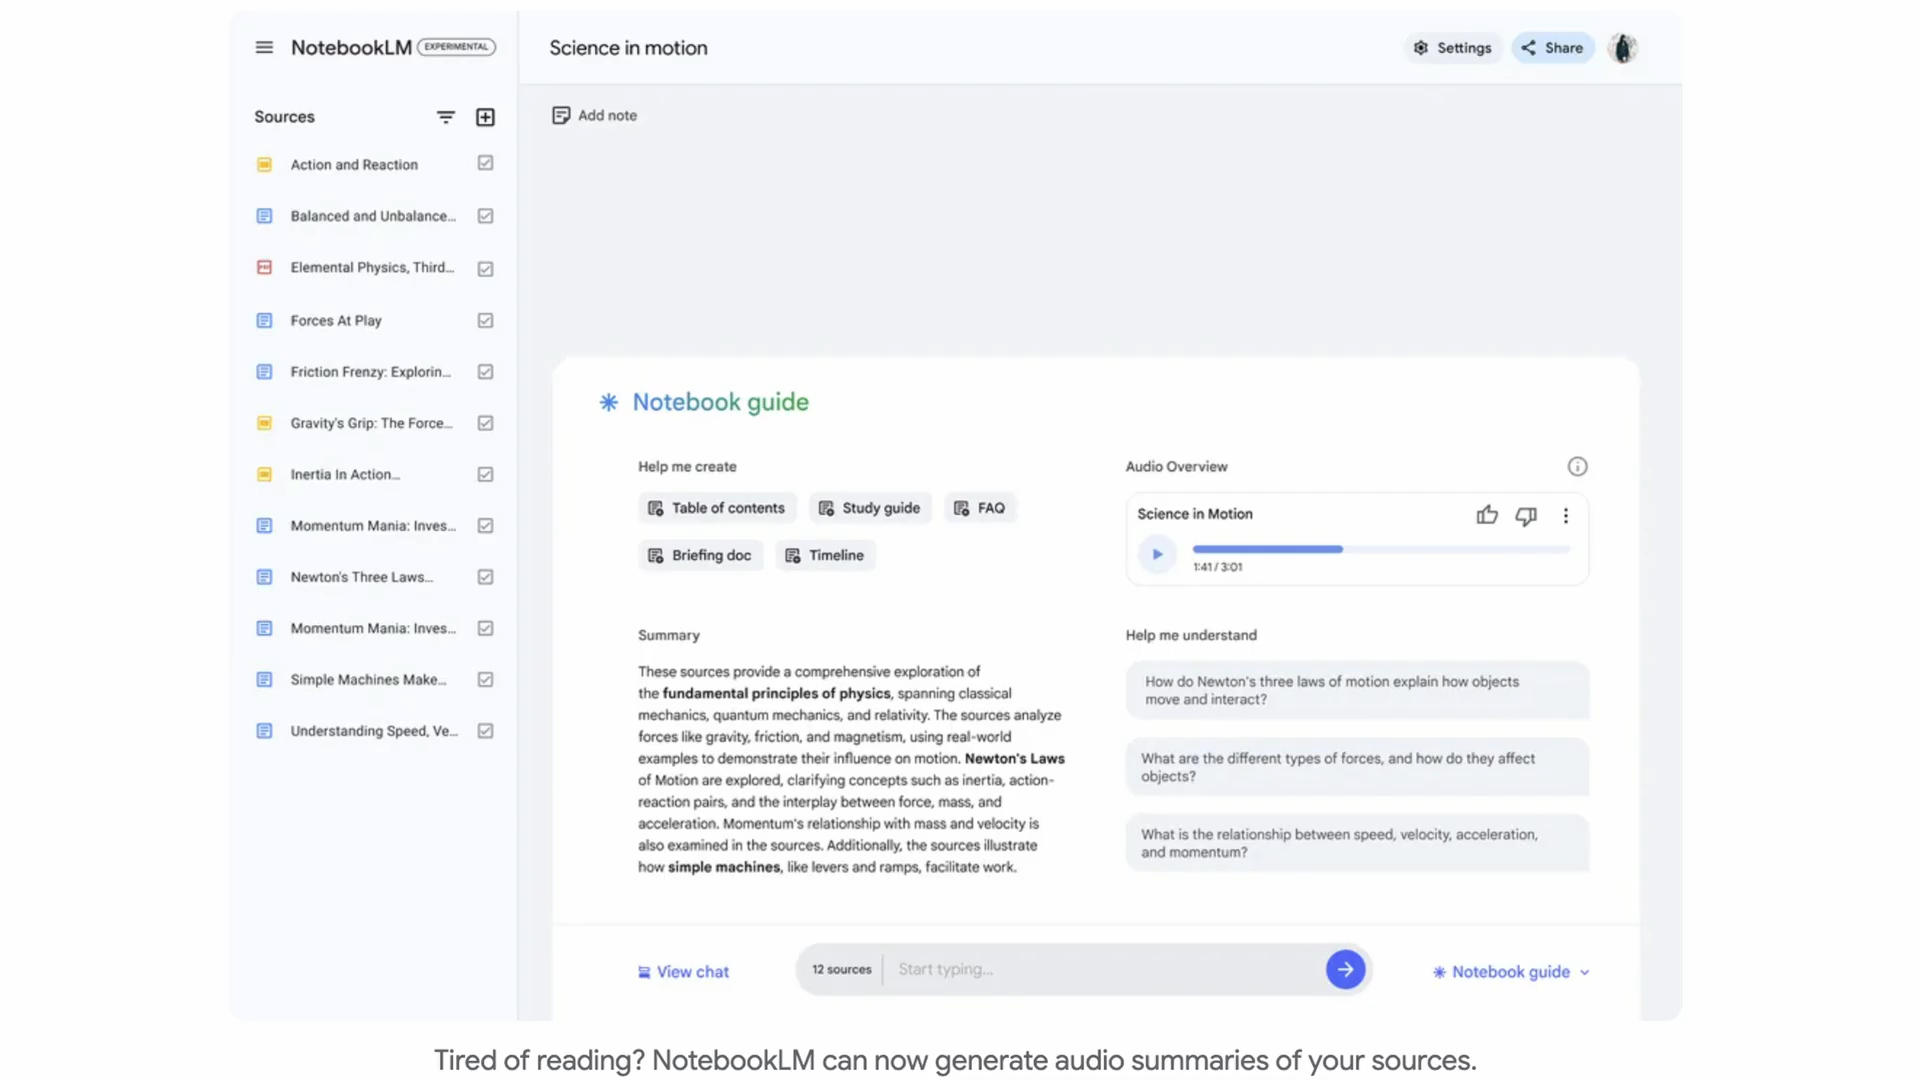 NotebookLM EXPERIMENTAL
Science in motion
Settings
Share
Sources
Action and Reaction
Balanced and Unbalance...
PDF
Elemental Physics, Third...
Forces At Play
Friction Frenzy: Explorin...
Gravity's Grip: The Force...
Inertia In Action...
Momentum Mania: Inves...
Newton's Three Laws...
Momentum Mania: Inves...
Simple Machines Make...
Understanding Speed, Ve...
Add note
Notebook guide
Help me create
Table of contents
Study guide
FAQ
Briefing doc
Timeline
Audio Overview
Science in Motion
1:41 / 3:01
Summary
These sources provide a comprehensive exploration of
the fundamental principles of physics, spanning classical
mechanics, quantum mechanics, and relativity. The sources analyze
forces like gravity, friction, and magnetism, using real-world
examples to demonstrate their influence on motion. Newton's Laws
of Motion are explored, clarifying concepts such as inertia, action-
reaction pairs, and the interplay between force, mass, and
acceleration. Momentum's relationship with mass and velocity is
also examined in the sources. Additionally, the sources illustrate
how simple machines, like levers and ramps, facilitate work.
Help me understand
How do Newton's three laws of motion explain how objects
move and interact?
What are the different types of forces, and how do they affect
objects?
What is the relationship between speed, velocity, acceleration,
and momentum?
View chat
12 sources
Start typing...
Notebook guide
Tired of reading? NotebookLM can now generate audio summaries of your sources.